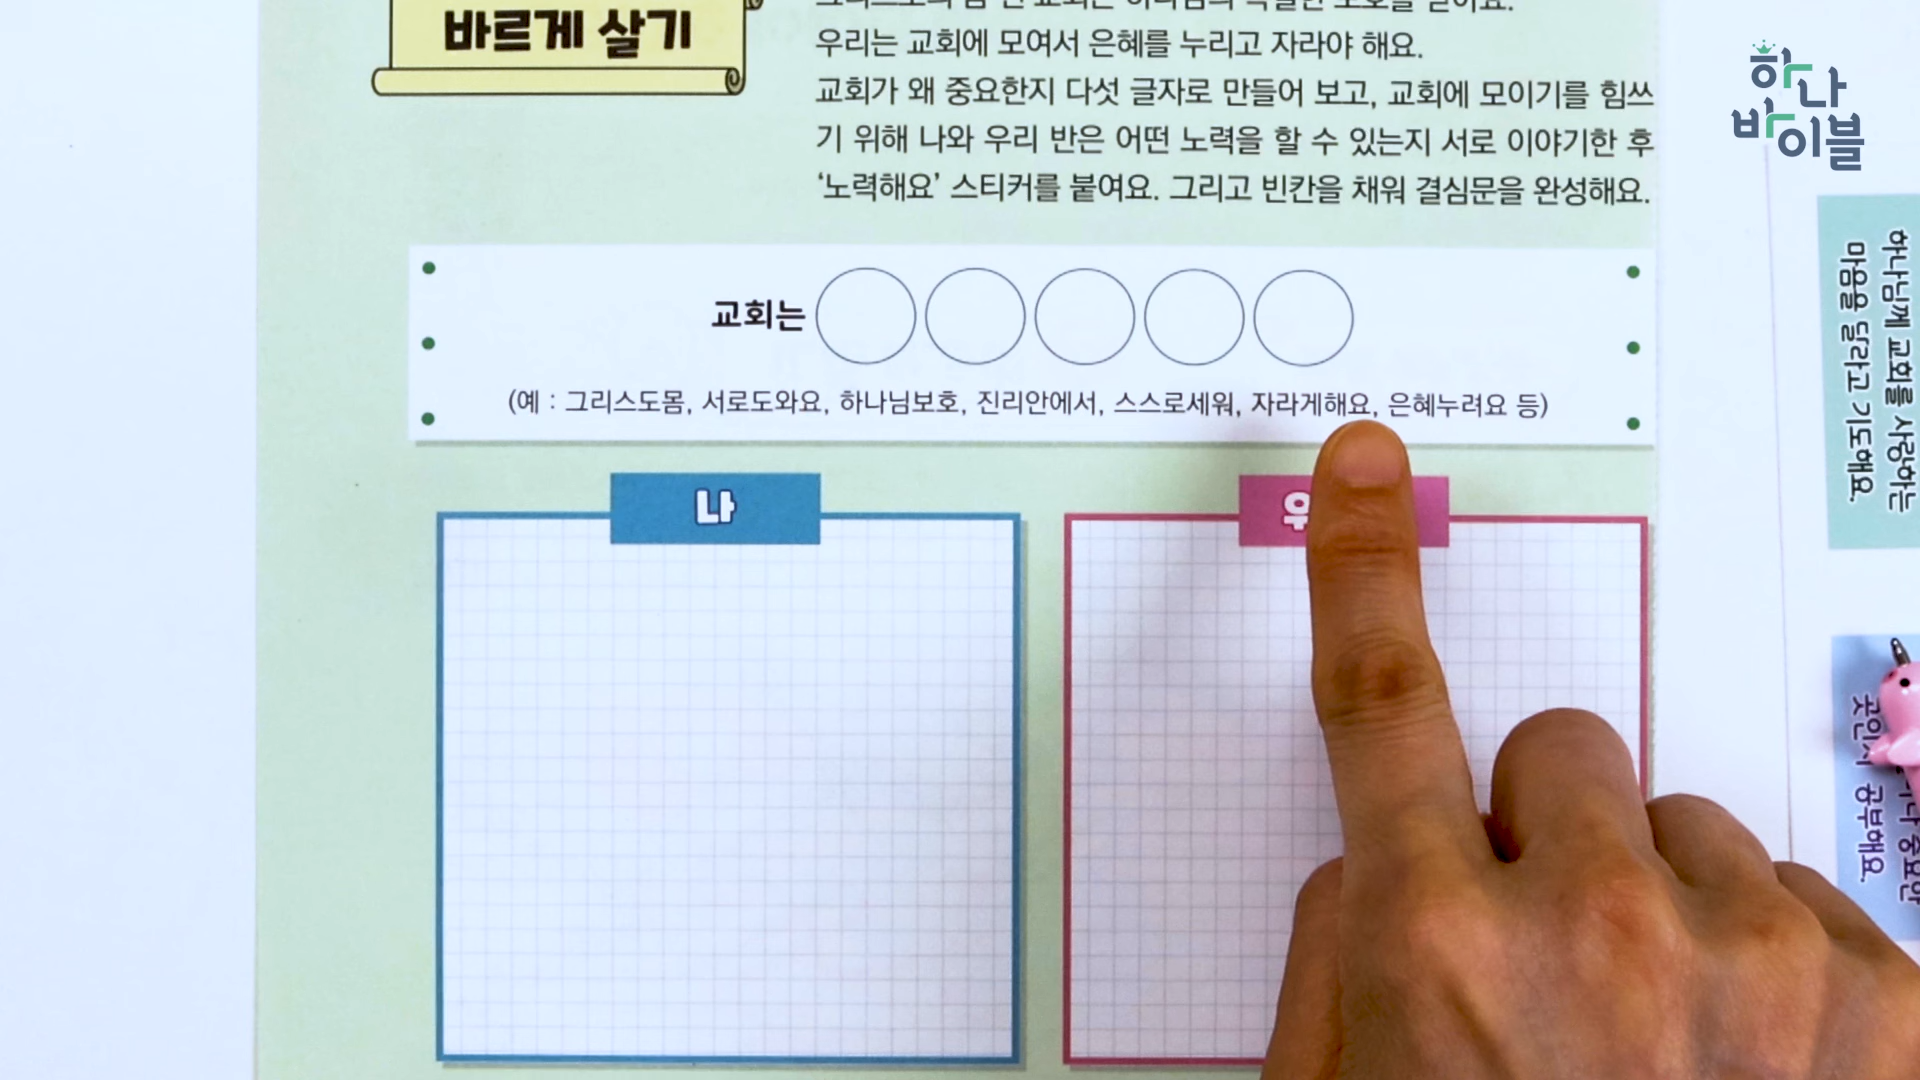 바르게 살기
우리는 교회에 모여서 은혜를 누리고 자라야 해요.
교회가 왜 중요한지 다섯 글자로 만들어 보고, 교회에 모이기를 힘쓰
기 위해 나와 우리 반은 어떤 노력을 할 수 있는지 서로 이야기한 후
‘노력해요’ 스티커를 붙여요. 그리고 빈칸을 채워 결심문을 완성해요.
교회는
(예 : 그리스도몸, 서로도와요, 하나님보호, 진리안에서, 스스로세워, 자라게해요, 은혜누려요 등)
나
하나바이블
하나님께 교회를 사랑하는
마음을 달라고 기도해요.
공부해요.